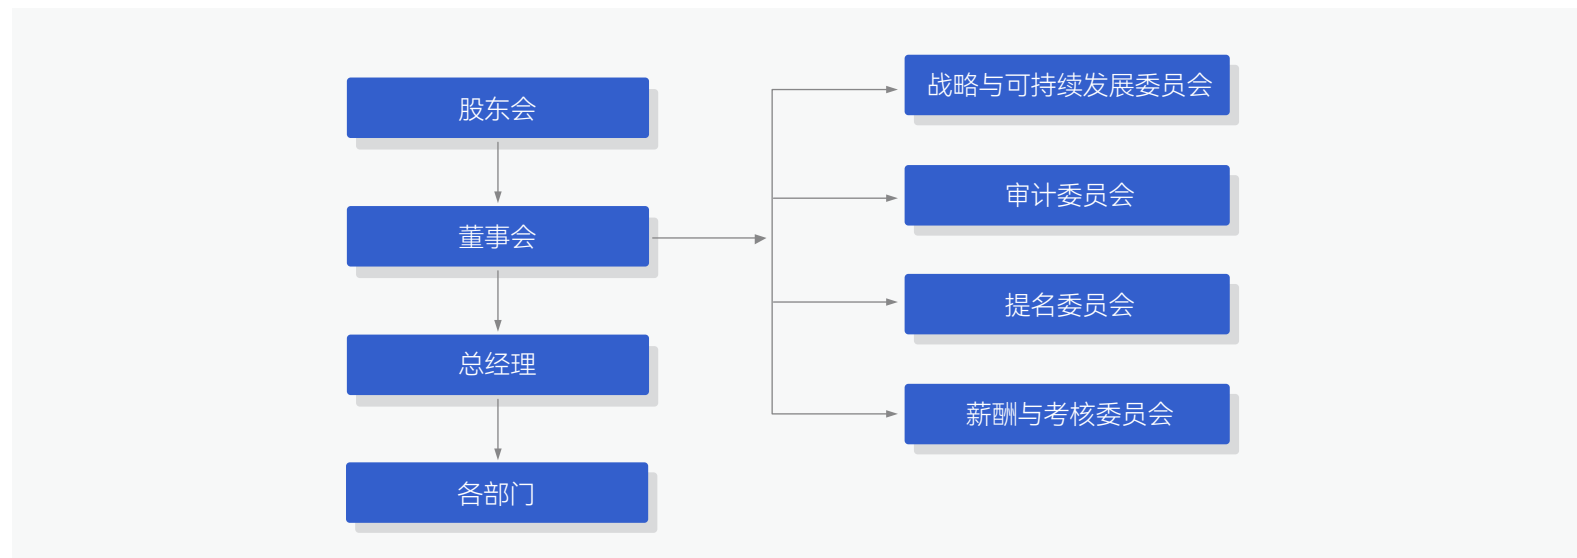 股东会
董事会
总经理
各部门
战略与可持续发展委员会
审计委员会
提名委员会
薪酬与考核委员会